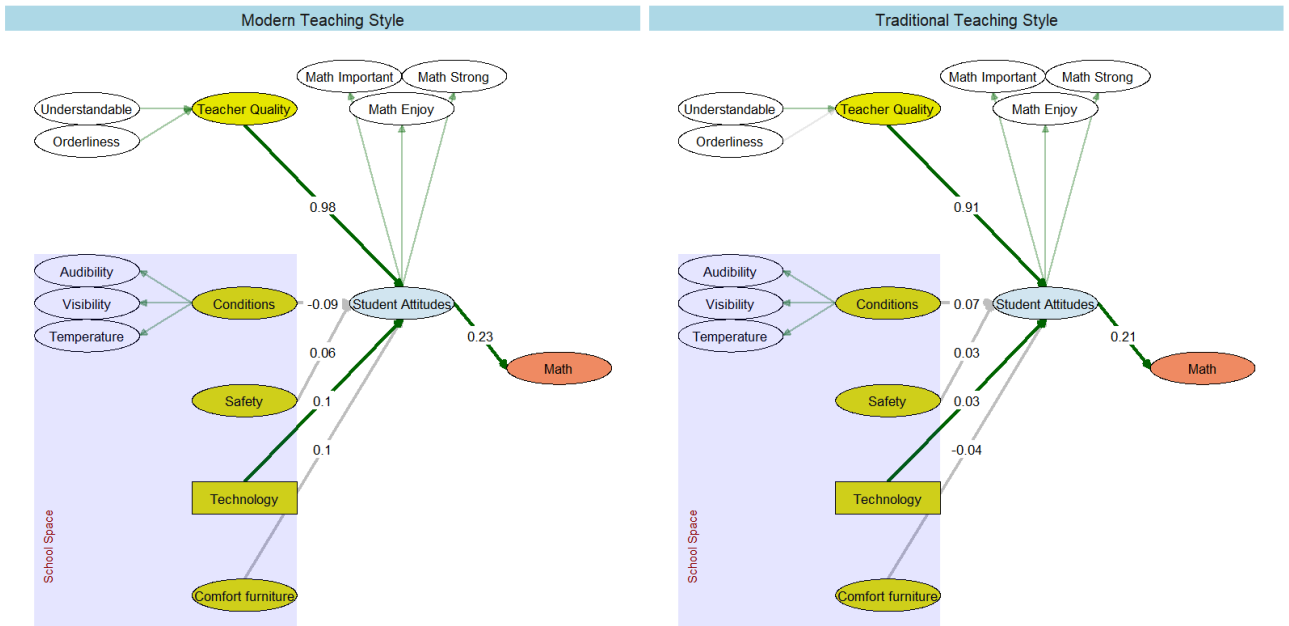 Modern Teaching Style
Math Important
Math Strong
Understandable
Teacher Quality
Math Enjoy
Orderliness
0.98
Audibility
Visibility
Conditions
-0.09
Student Attitudes
Temperature
0.23
0.06
Math
Safety
0.1
0.1
Technology
School Space
Comfort furniture
Traditional Teaching Style
Math Important
Math Strong
Understandable
Teacher Quality
Math Enjoy
Orderliness
0.91
Audibility
Visibility
Conditions
0.07
Student Attitudes
Temperature
0.21
0.03
Math
Safety
0.03
-0.04
Technology
School Space
Comfort furniture